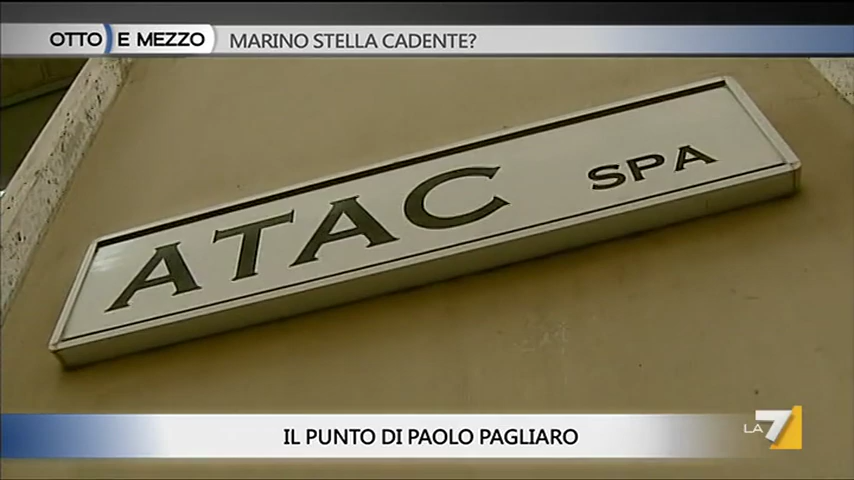 OTTO E MEZZO MARINO STELLA CADENTE?
ATAC SPA
IL PUNTO DI PAOLO PAGLIARO
LA7